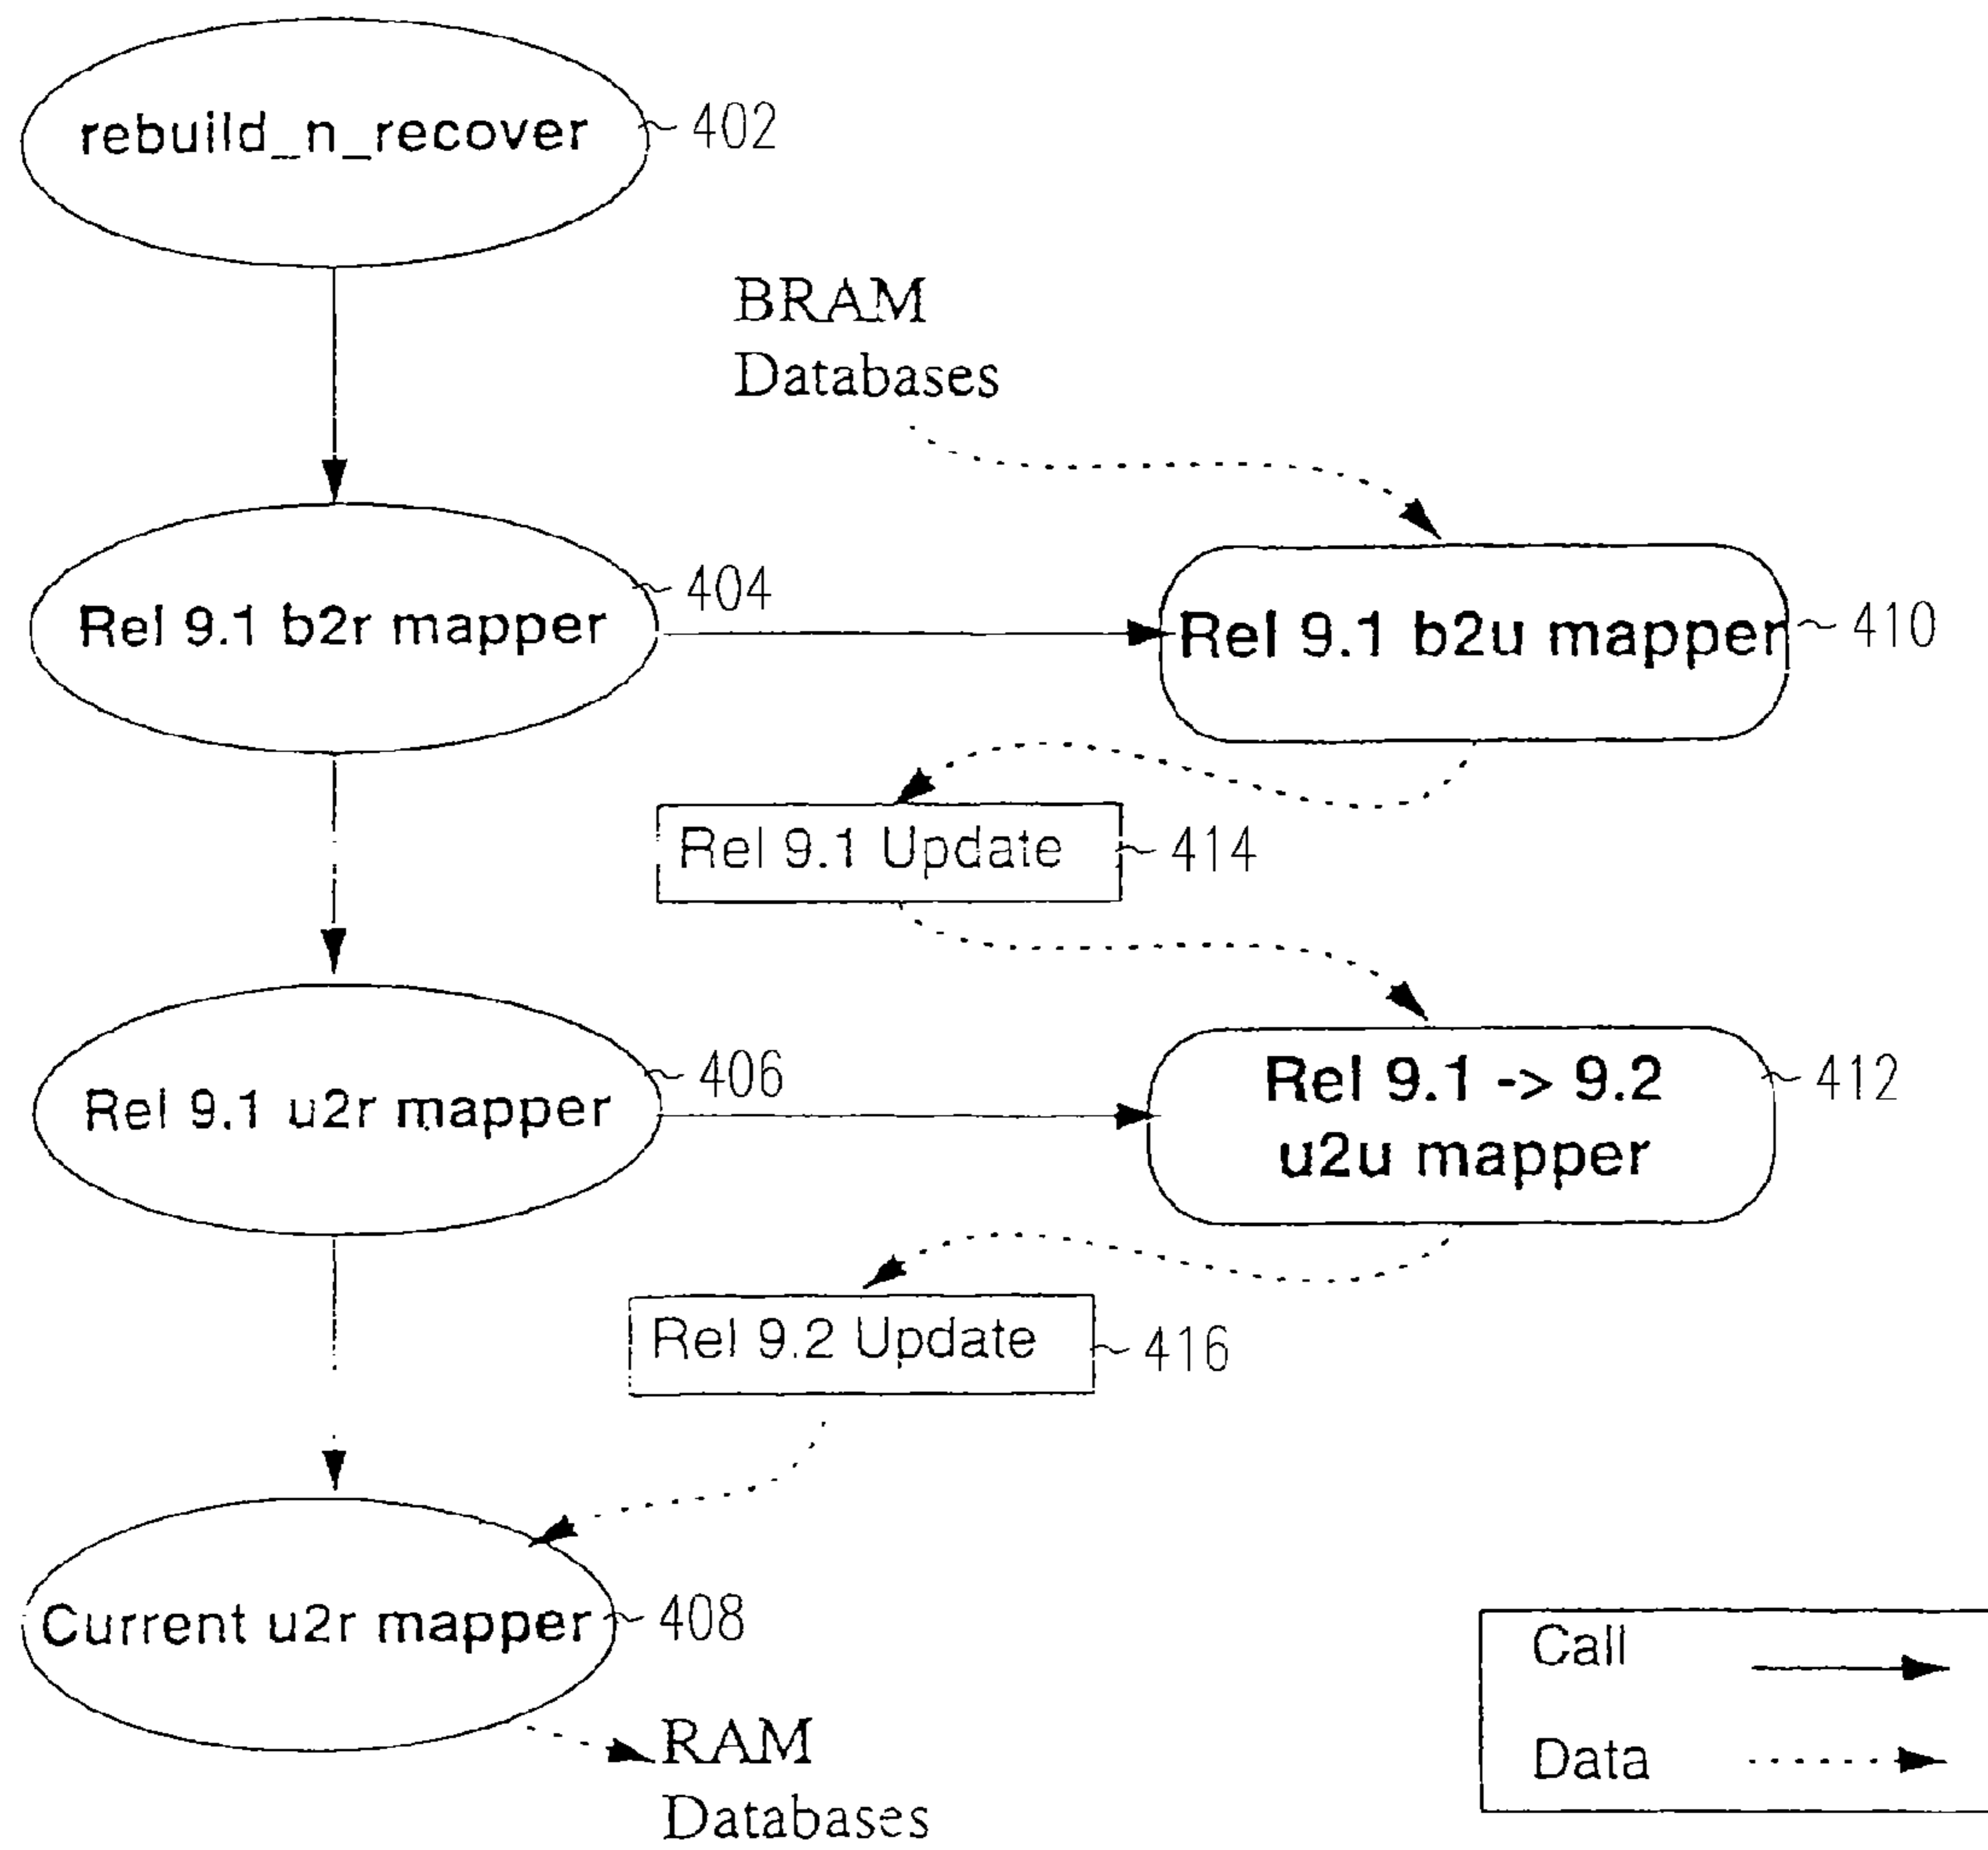 rebuild_n_recover
402
BRAM
Databases
Rel 9.1 b2r mapper
404
Rel 9.1 b2u mapper
410
Rel 9.1 Update
414
Rel 9.1 u2r mapper
406
Rel 9.1 -> 9.2
u2u mapper
412
Rel 9.2 Update
416
Current u2r mapper
408
RAM
Databases
Call
Data